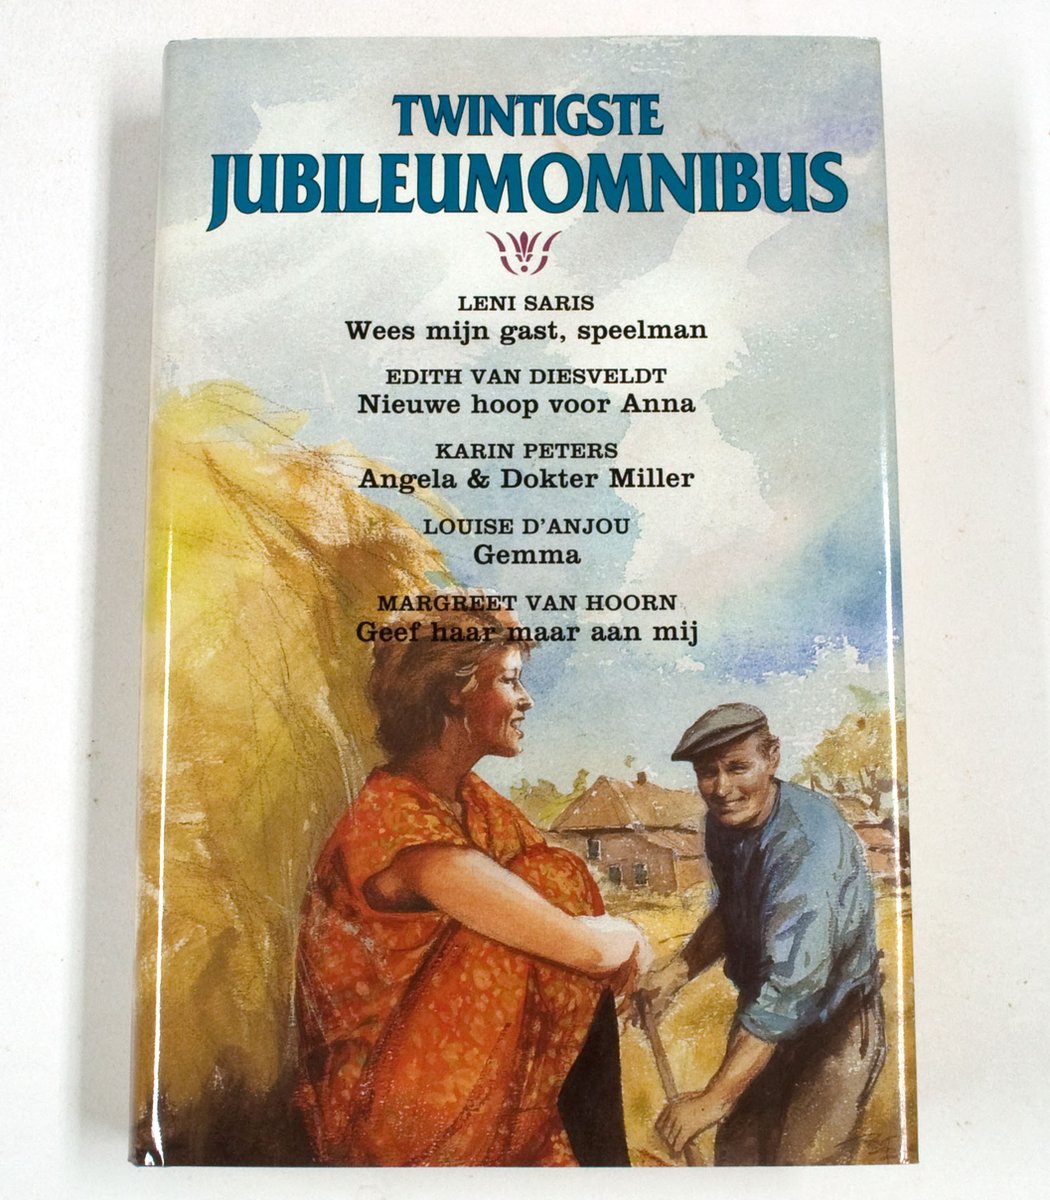 TWINTIGSTE
JUBILEUMOMNIBUS
LENI SARIS
Wees mijn gast, speelman
EDITH VAN DIESVELDT
Nieuwe hoop voor Anna
KARIN PETERS
Angela & Dokter Miller
LOUISE D'ANJOU
Gemma
MARGREET VAN HOORN
Geef haar maar aan mij